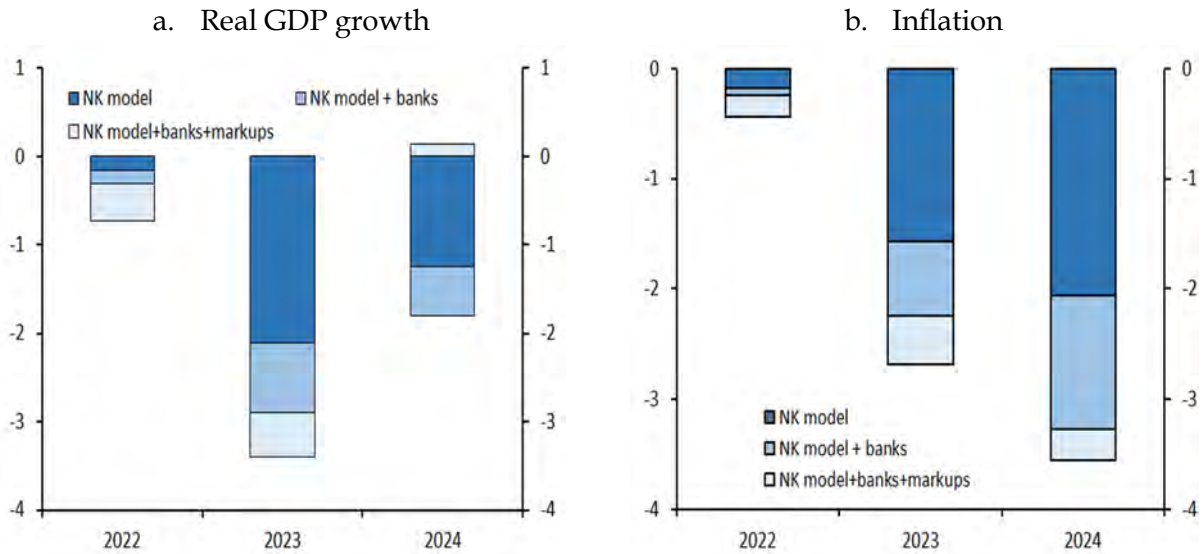 a. Real GDP growth
1
0
-1
-2
-3
-4
NK model
NK model + banks
NK model+banks+markups
1
0
-1
-2
-3
-4
2022 2023 2024
b. Inflation
0
-1
-2
-3
-4
NK model
NK model + banks
NK model+banks+markups
0
-1
-2
-3
-4
2022 2023 2024